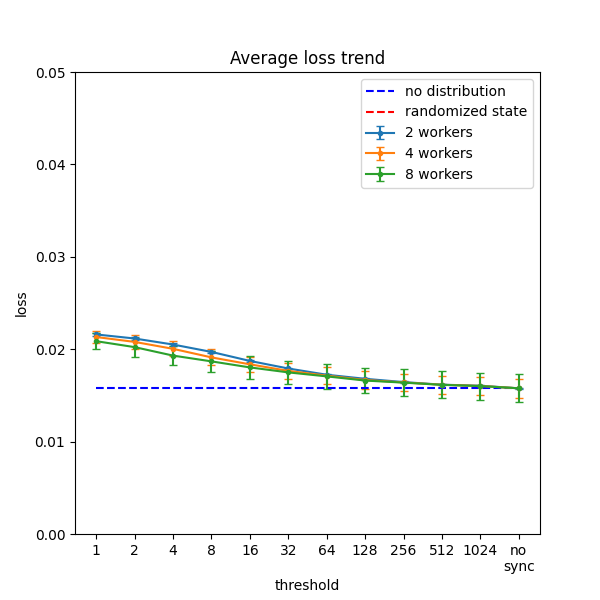 Average loss trend
0.05
0.04
0.03
0.02
0.01
0.00
loss
no distribution
randomized state
2 workers
4 workers
8 workers
1 2 4 8 16 32 64 128 256 512 1024 no
sync
threshold